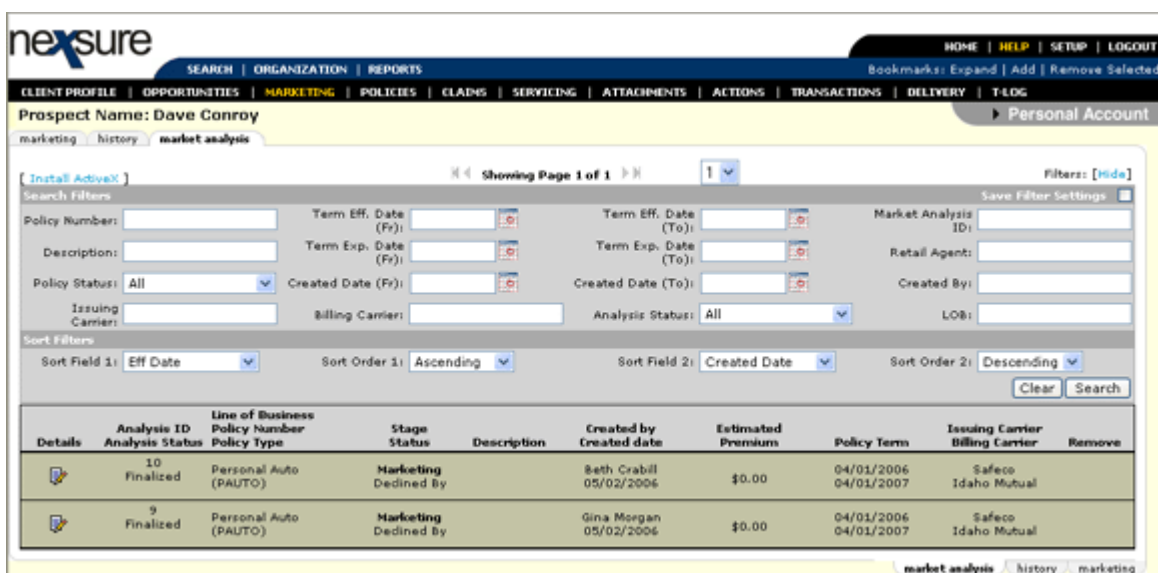 nexsure
HOME | HELP | SETUP | LOGOUT
SEARCH | ORGANIZATION | REPORTS
Bookmarks: Expand | Add | Remove Selected
CLIENT PROFILE | OPPORTUNITIES | MARKETING | POLICIES | CLAIMS | SERVICING | ATTACHMENTS | ACTIONS | TRANSACTIONS | DELIVERY | T-LOG
Prospect Name: Dave Conroy
Personal Account
marketing history market analysis
[ Install ActiveX ] Showing Page 1 of 1 1 Filters: [Hide]
Search Filters Save Filter Settings
Policy Number: Term Eff. Date (Fr): Term Eff. Date (To): Market Analysis ID:
Description: Term Exp. Date (Fr): Term Exp. Date (To): Retail Agent:
Policy Status: All Created Date (Fr): Created Date (To): Created By:
Issuing Carrier: Billing Carrier: Analysis Status: All LOB:
Sort Filters
Sort Field 1: Eff Date Sort Order 1: Ascending Sort Field 2: Created Date Sort Order 2: Descending
Clear Search
Line of Business
Analysis ID Policy Number Stage Created by Estimated Issuing Carrier
Details Analysis Status Policy Type Status Description Created date Premium Policy Term Billing Carrier Remove
10 Personal Auto Marketing Beth Crabill 04/01/2006 Safeco
Finalized (PAUTO) Declined By 05/02/2006 $0.00 04/01/2007 Idaho Mutual
9 Personal Auto Marketing Gina Morgan 04/01/2006 Safeco
Finalized (PAUTO) Declined By 05/02/2006 $0.00 04/01/2007 Idaho Mutual
market analysis history marketing